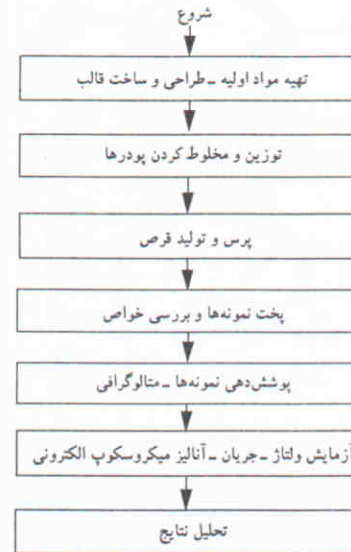 شروع
تهیه مواد اولیه ـ طراحی و ساخت قالب
توزین و مخلوط کردن پودرها
پرس و تولید قرص
پخت نمونه‌ها و بررسی خواص
پوشش‌دهی نمونه‌ها ـ متالوگرافی
آزمایش ولتاژ ـ جریان ـ آنالیز میکروسکوپ الکترونی
تحلیل نتایج